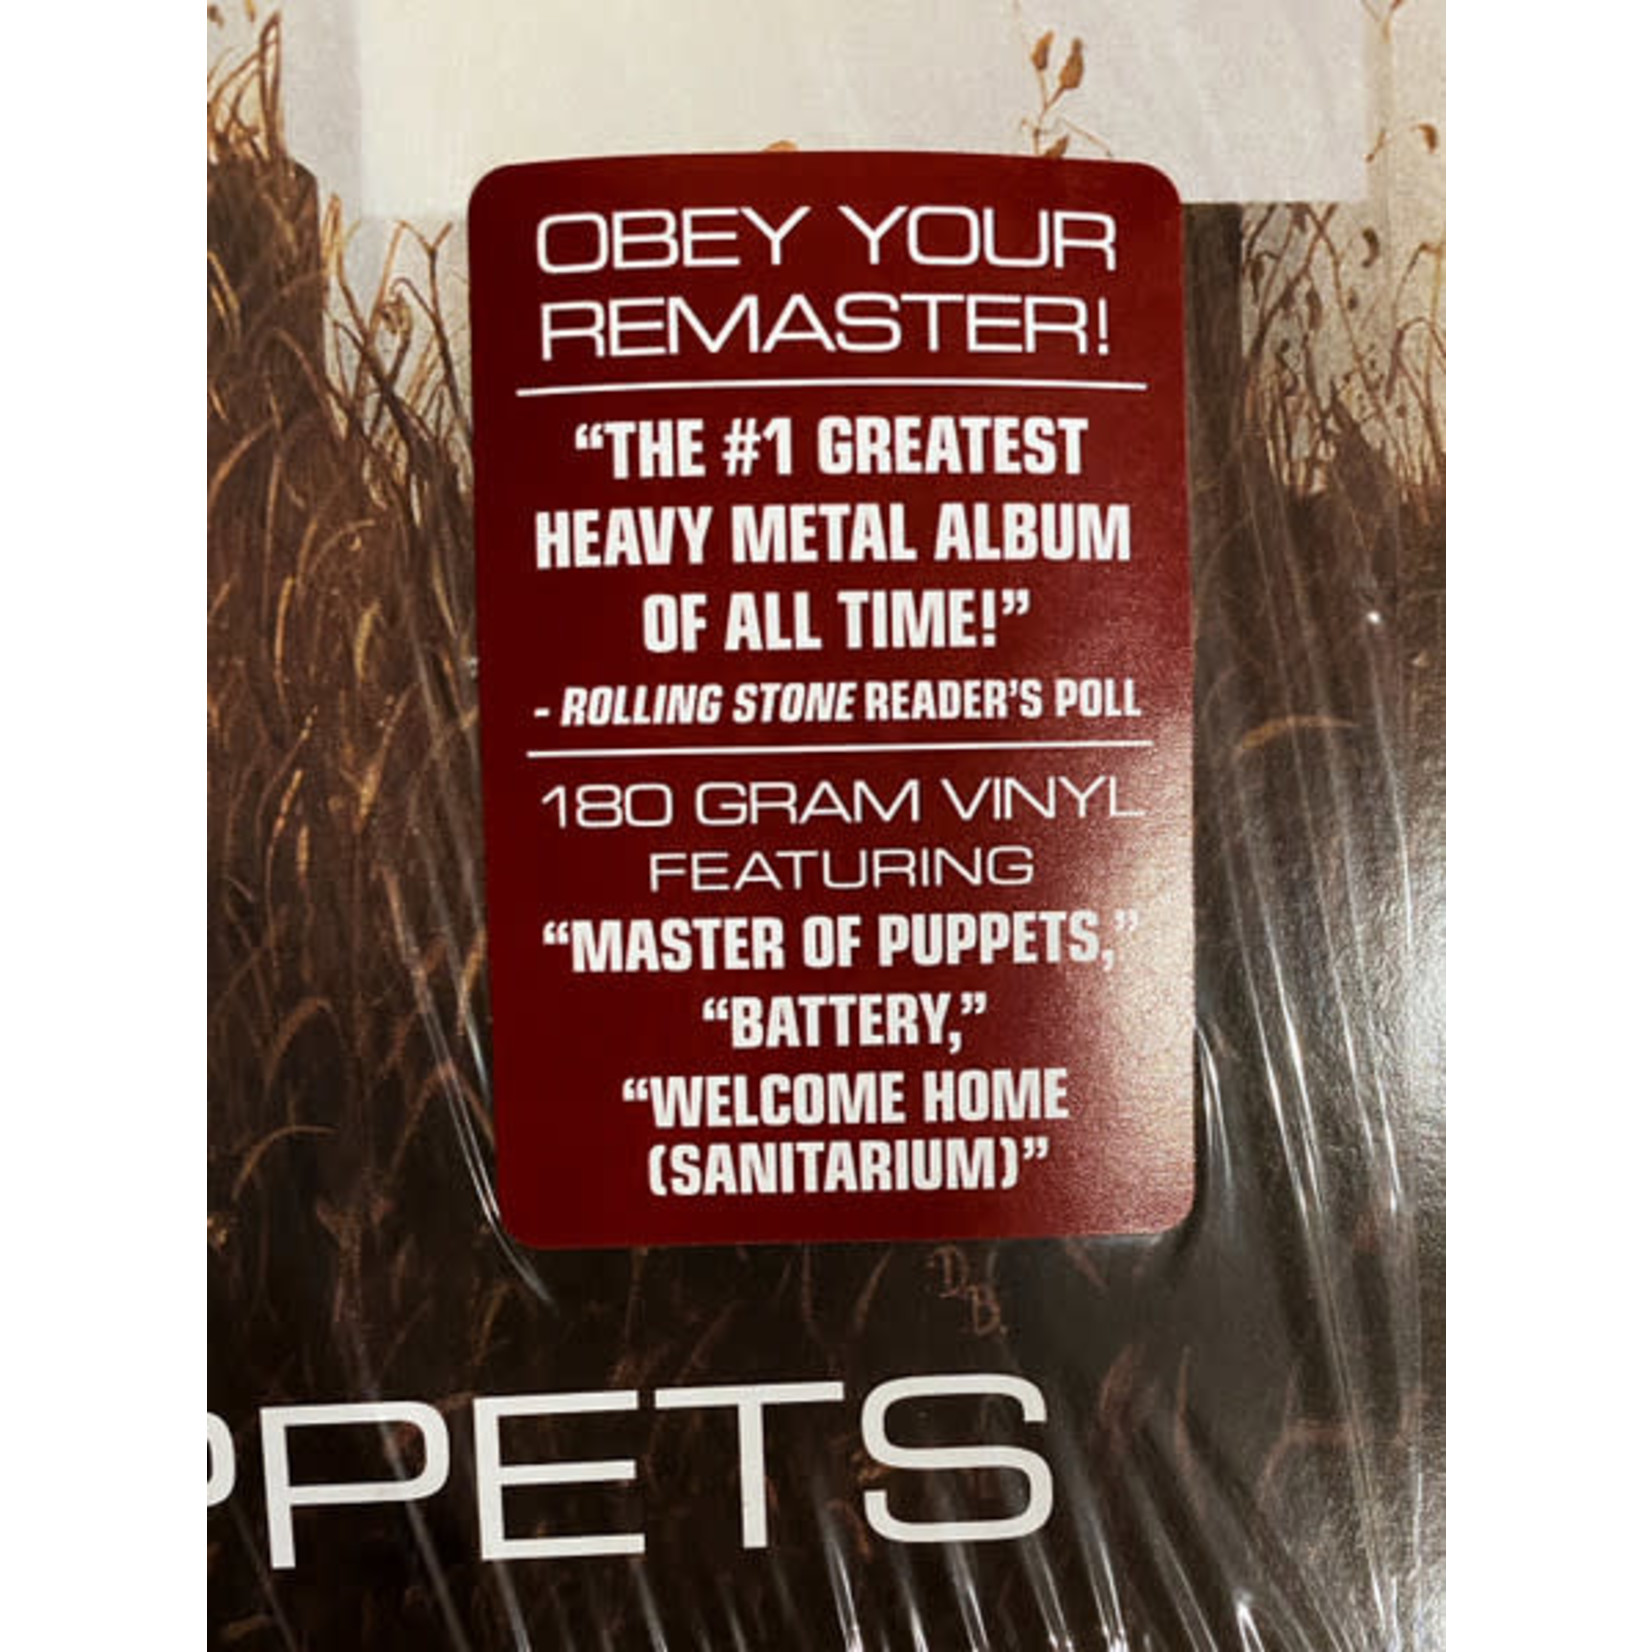 OBEY YOUR
REMASTER!
“THE #1 GREATEST
HEAVY METAL ALBUM
OF ALL TIME!”
- ROLLING STONE READER’S POLL
180 GRAM VINYL
FEATURING
“MASTER OF PUPPETS,”
“BATTERY,”
“WELCOME HOME
(SANITARIUM)”
D.B.
PPETS